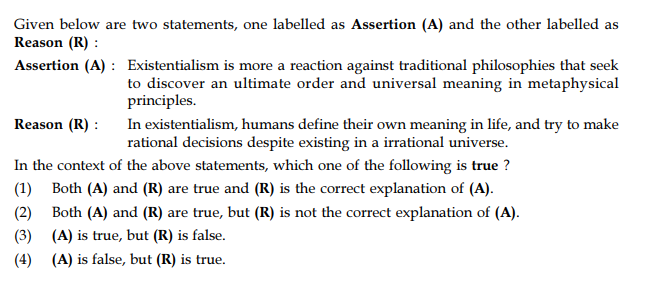 Given below are two statements, one labelled as Assertion (A) and the other labelled as
Reason (R) :
Assertion (A) : Existentialism is more a reaction against traditional philosophies that seek
to discover an ultimate order and universal meaning in metaphysical
principles.
Reason (R) : In existentialism, humans define their own meaning in life, and try to make
rational decisions despite existing in a irrational universe.
In the context of the above statements, which one of the following is true ?
(1) Both (A) and (R) are true and (R) is the correct explanation of (A).
(2) Both (A) and (R) are true, but (R) is not the correct explanation of (A).
(3) (A) is true, but (R) is false.
(4) (A) is false, but (R) is true.